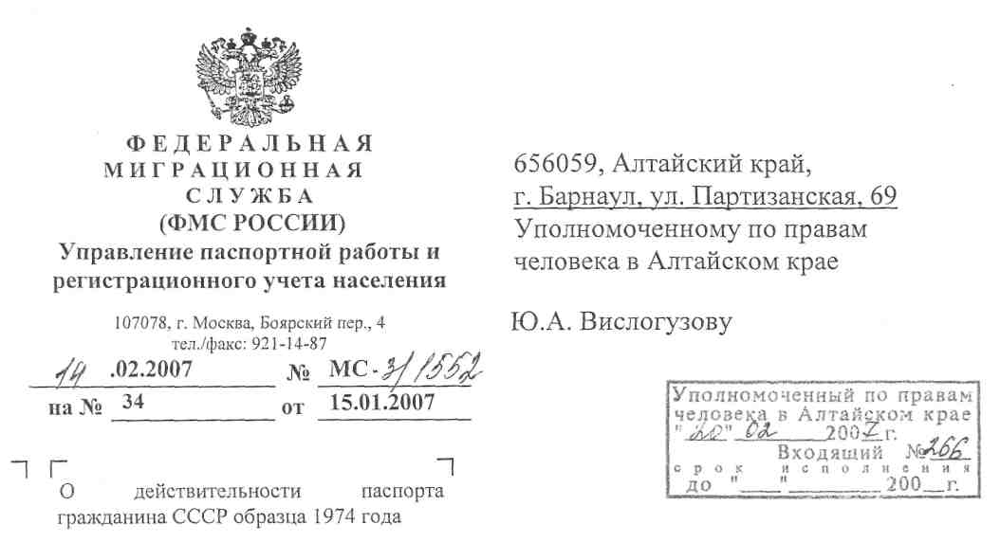 ФЕДЕРАЛЬНАЯ
МИГРАЦИОННАЯ
СЛУЖБА
(ФМС РОССИИ)
Управление паспортной работы и
регистрационного учета населения
107078, г. Москва, Боярский пер., 4
тел./факс: 921-14-87
14 .02.2007 № МС-3/1552
на № 34 от 15.01.2007
О действительности паспорта
гражданина СССР образца 1974 года
656059, Алтайский край,
г. Барнаул, ул. Партизанская, 69
Уполномоченному по правам
человека в Алтайском крае
Ю.А. Вислогузову
Уполномоченный по правам
человека в Алтайском крае
"20" 02 2007 г.
Входящий №266
срок исполнения
до "__"________200__г.